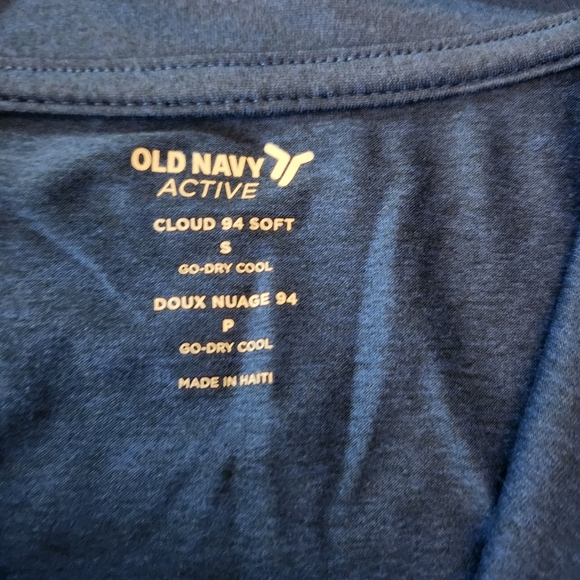 OLD NAVY
ACTIVE
CLOUD 94 SOFT
S
GO-DRY COOL
DOUX NUAGE 94
P
GO-DRY COOL
MADE IN HAITI